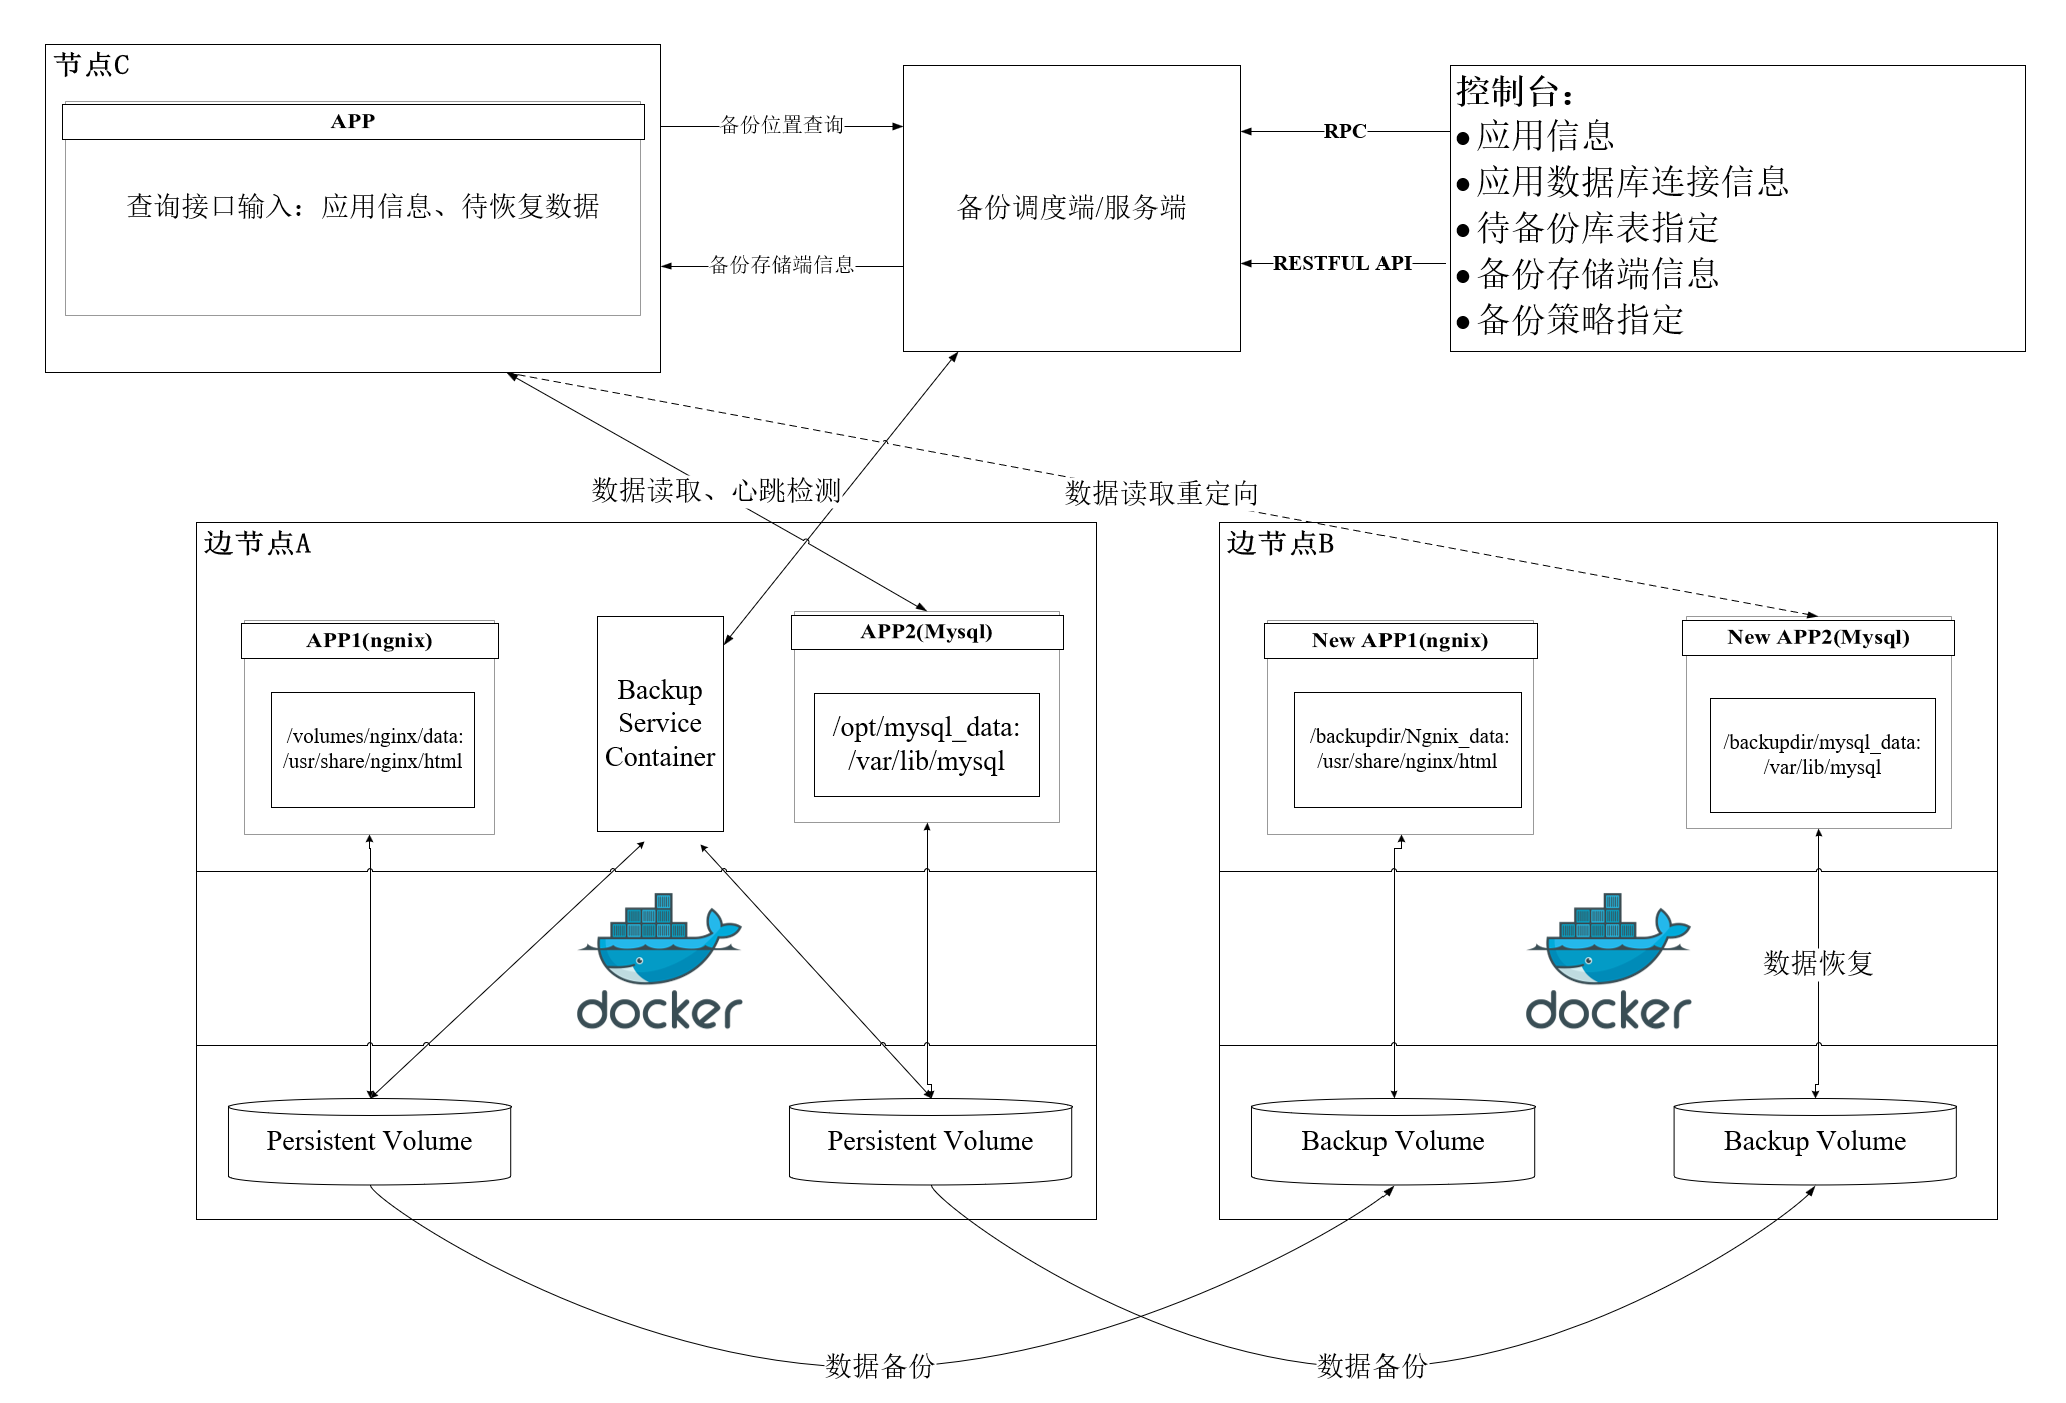 节点C
APP
查询接口输入：应用信息、待恢复数据
备份位置查询
备份存储端信息
备份调度端/服务端
RPC
RESTFUL API
控制台：
●应用信息
●应用数据库连接信息
●待备份库表指定
●备份存储端信息
●备份策略指定
数据读取、心跳检测
数据读取重定向
边节点A
APP1(ngnix)
/volumes/nginx/data:
/usr/share/nginx/html
Backup
Service
Container
APP2(Mysql)
/opt/mysql_data:
/var/lib/mysql
docker
Persistent Volume
Persistent Volume
边节点B
New APP1(ngnix)
/backupdir/Ngnix_data:
/usr/share/nginx/html
New APP2(Mysql)
/backupdir/mysql_data:
/var/lib/mysql
docker
数据恢复
Backup Volume
Backup Volume
数据备份
数据备份